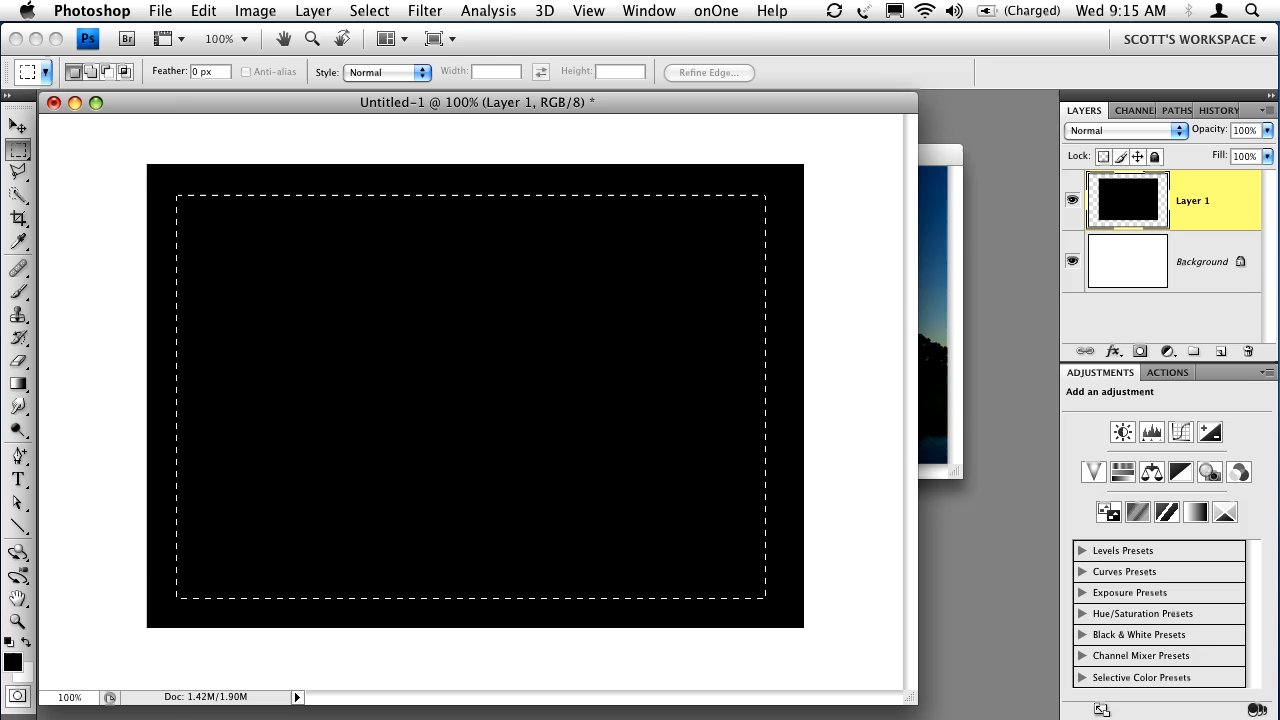 Photoshop File Edit Image Layer Select Filter Analysis 3D View Window onOne Help (Charged) Wed 9:15 AM
Ps Br 100% SCOTT'S WORKSPACE
Feather: 0 px Anti-alias Style: Normal Width: Height: Refine Edge...
Untitled-1 @ 100% (Layer 1, RGB/8) *
LAYERS CHANNE PATHS HISTORY
Normal Opacity: 100%
Lock: Fill: 100%
Layer 1
Background
fx
ADJUSTMENTS ACTIONS
Add an adjustment
T
Levels Presets
Curves Presets
Exposure Presets
Hue/Saturation Presets
Black & White Presets
Channel Mixer Presets
Selective Color Presets
100% Doc: 1.42M/1.90M